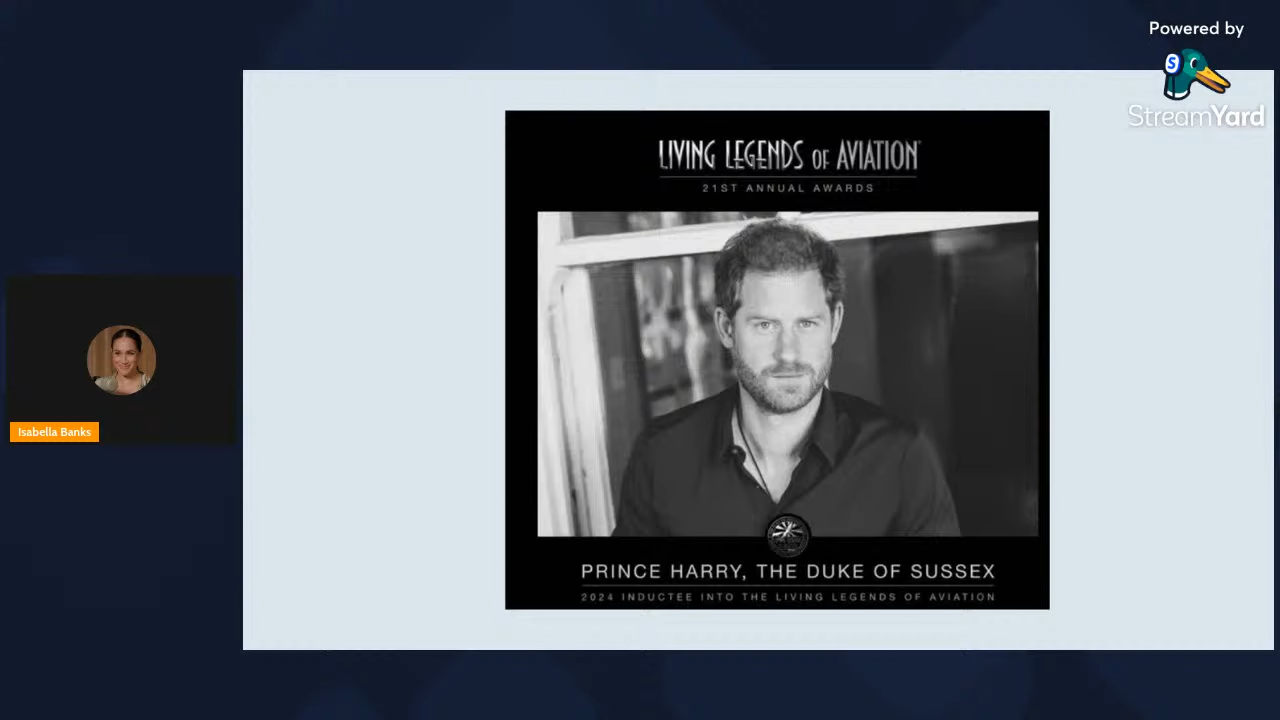 Powered by
S
StreamYard
LIVING LEGENDS OF AVIATION
21ST ANNUAL AWARDS
Isabella Banks
PRINCE HARRY, THE DUKE OF SUSSEX
2024 INDUCTEE INTO THE LIVING LEGENDS OF AVIATION